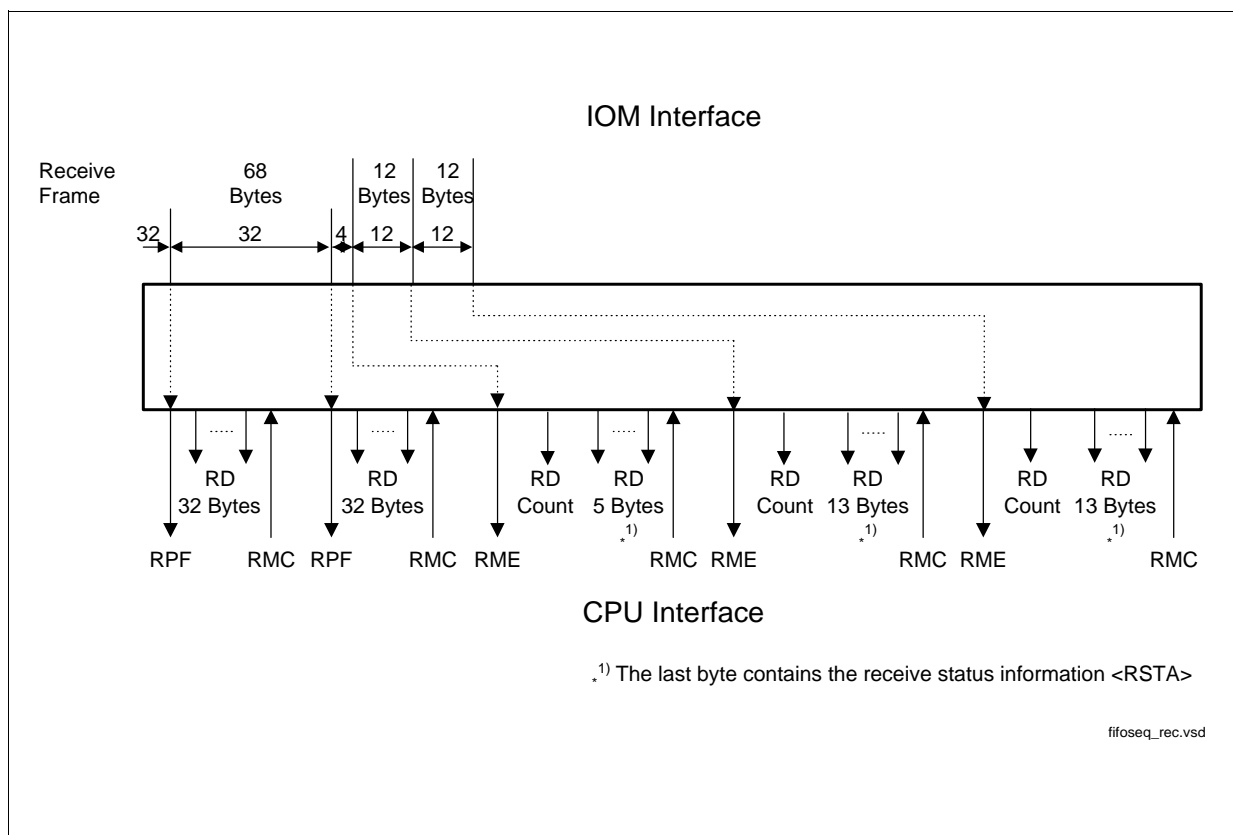 IOM Interface
Receive 68 12 12
Frame Bytes Bytes Bytes
32 32 4 12 12
..... ..... ..... ..... .....
RD RD RD RD RD RD RD RD
32 Bytes 32 Bytes Count 5 Bytes Count 13 Bytes Count 13 Bytes
*1) *1) *1)
RPF RMC RPF RMC RME RMC RME RMC RME RMC
CPU Interface
*1) The last byte contains the receive status information <RSTA>
fifoseq_rec.vsd